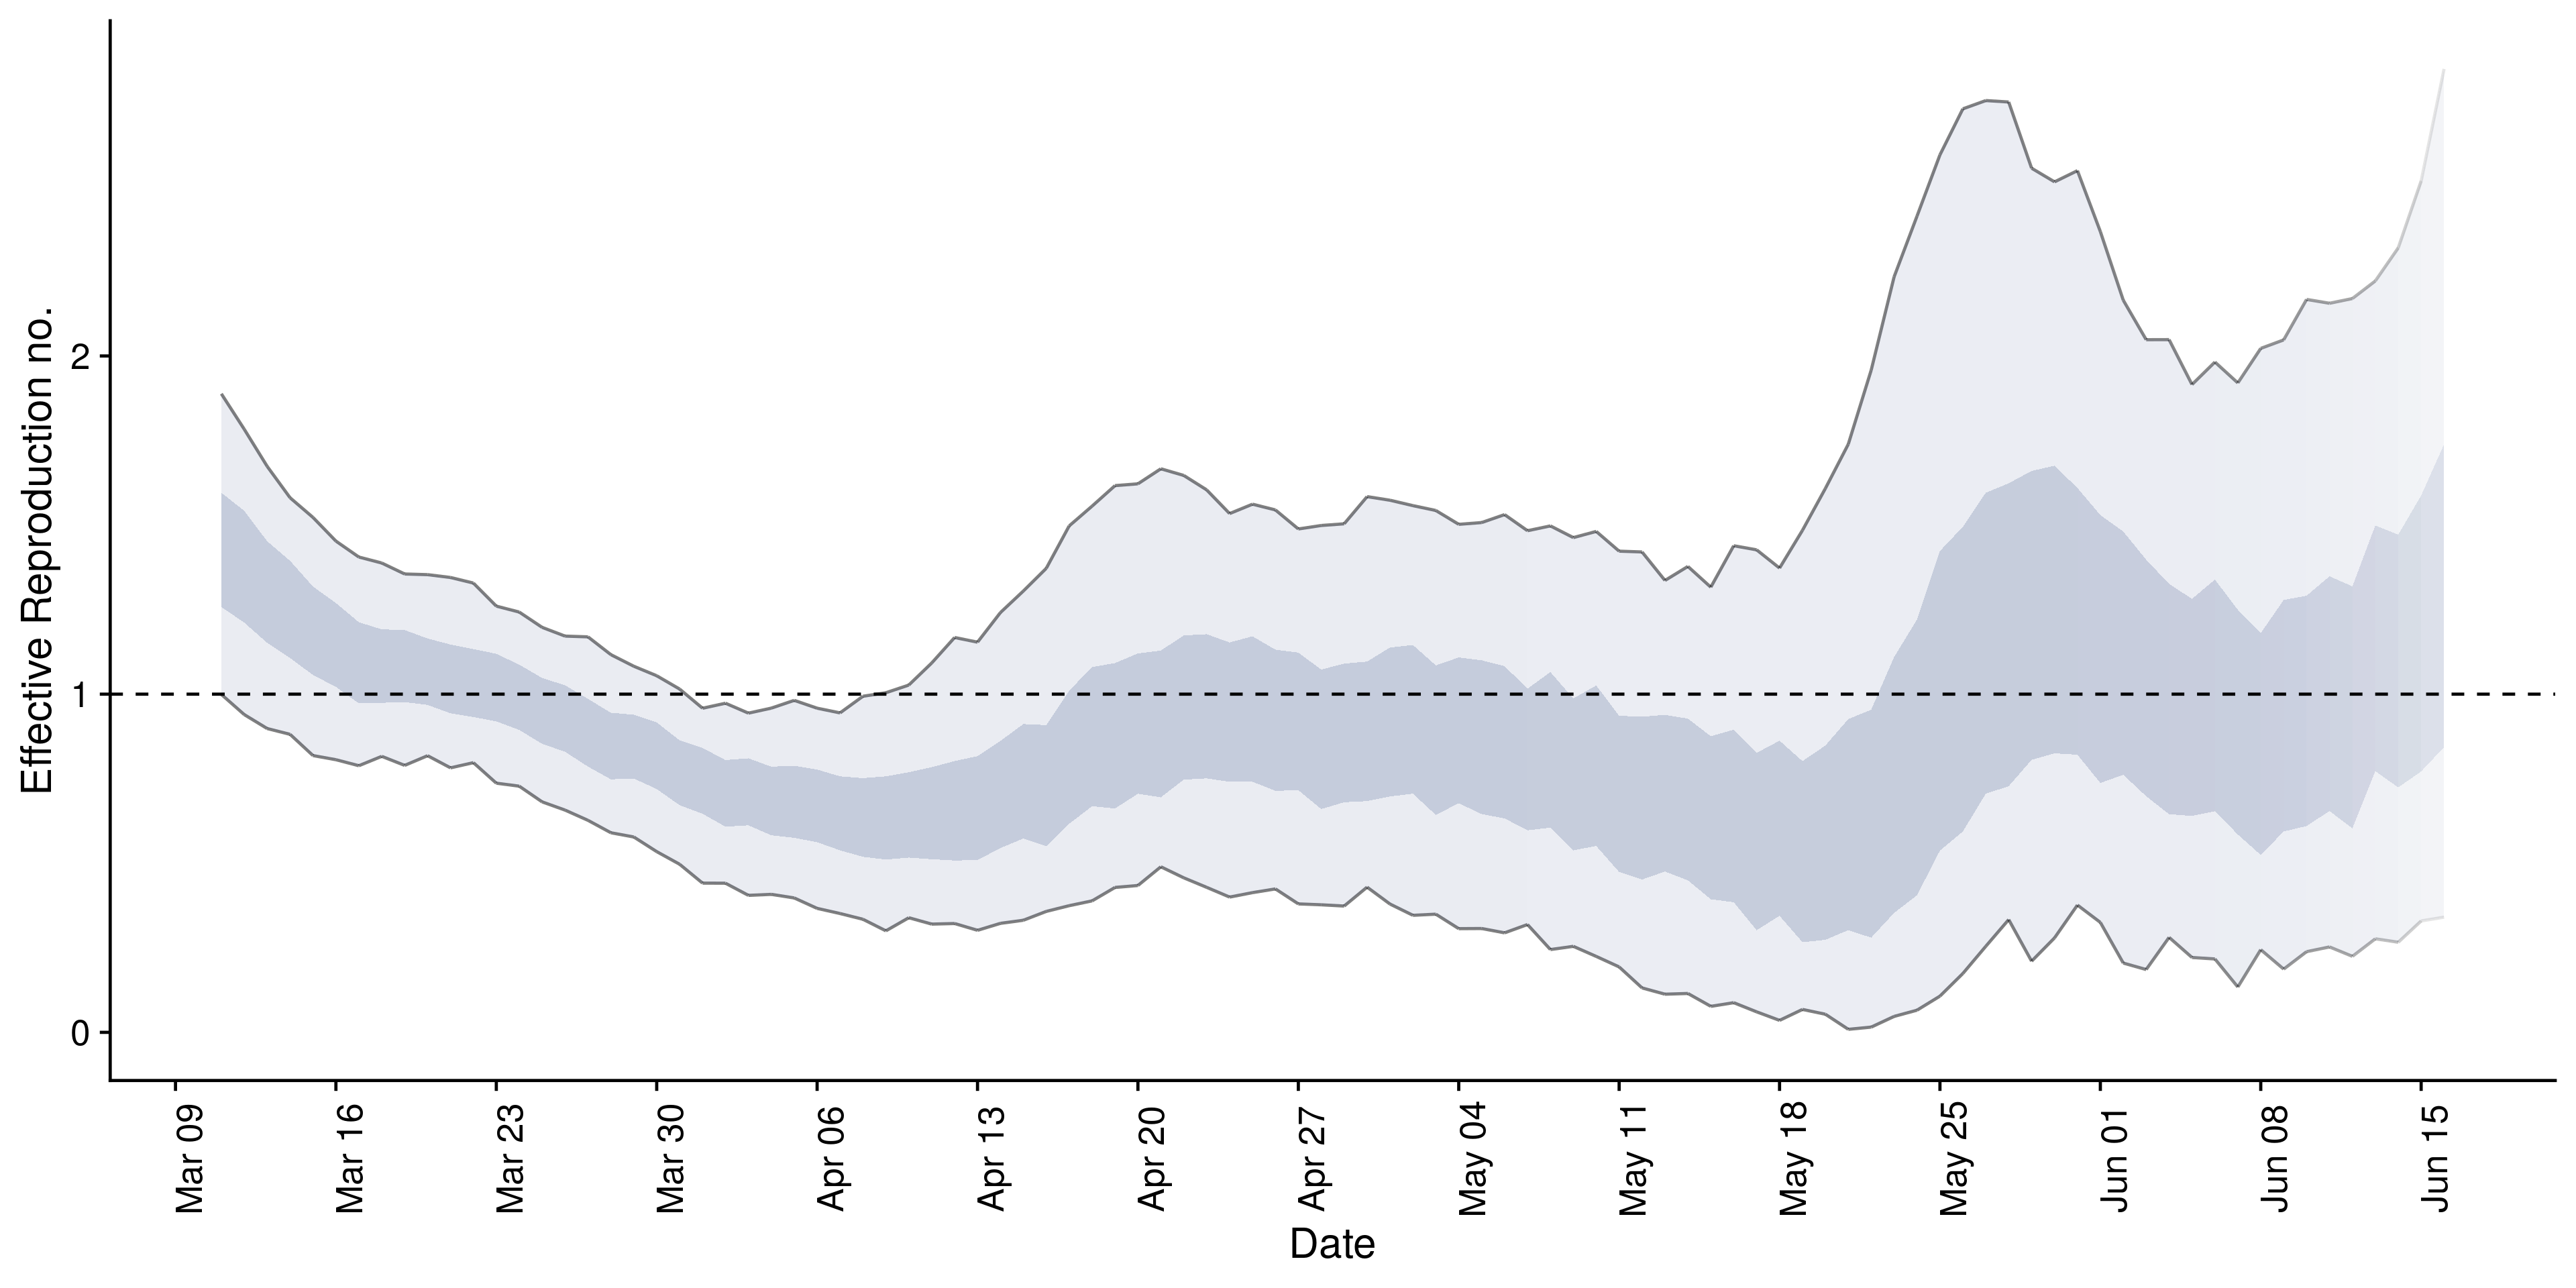 Effective Reproduction no.
2
1
0
Mar 09
Mar 16
Mar 23
Mar 30
Apr 06
Apr 13
Apr 20
Apr 27
May 04
May 11
May 18
May 25
Jun 01
Jun 08
Jun 15
Date